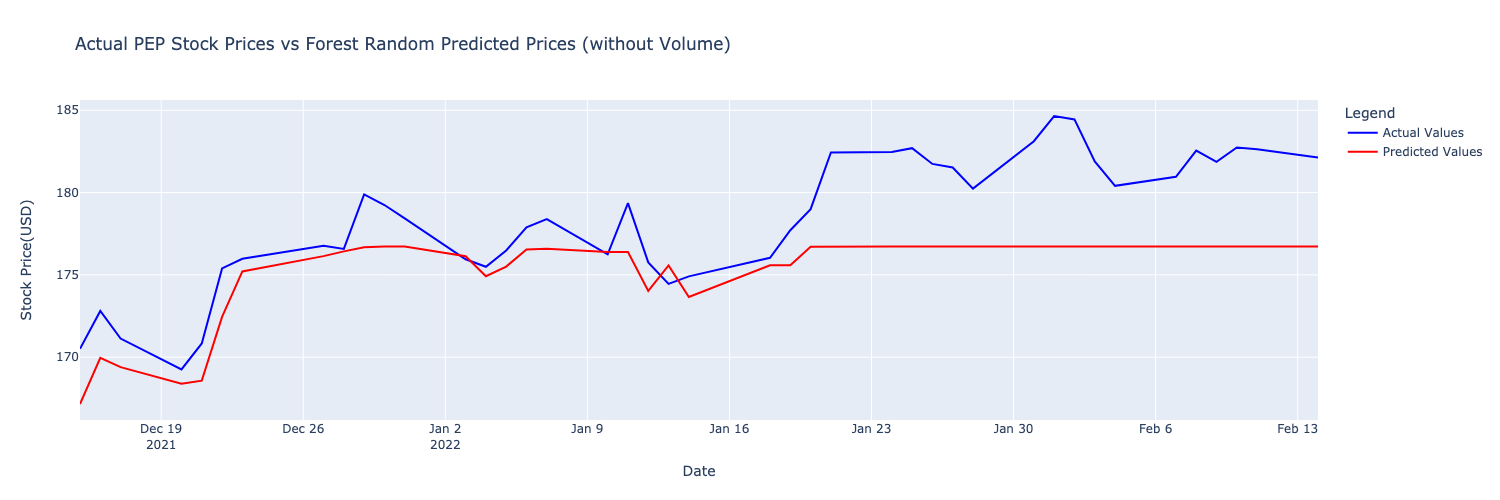 Actual PEP Stock Prices vs Forest Random Predicted Prices (without Volume)
Legend
Actual Values
Predicted Values
Stock Price(USD)
185
180
175
170
Dec 19
2021
Dec 26
Jan 2
2022
Jan 9
Jan 16
Jan 23
Jan 30
Feb 6
Feb 13
Date